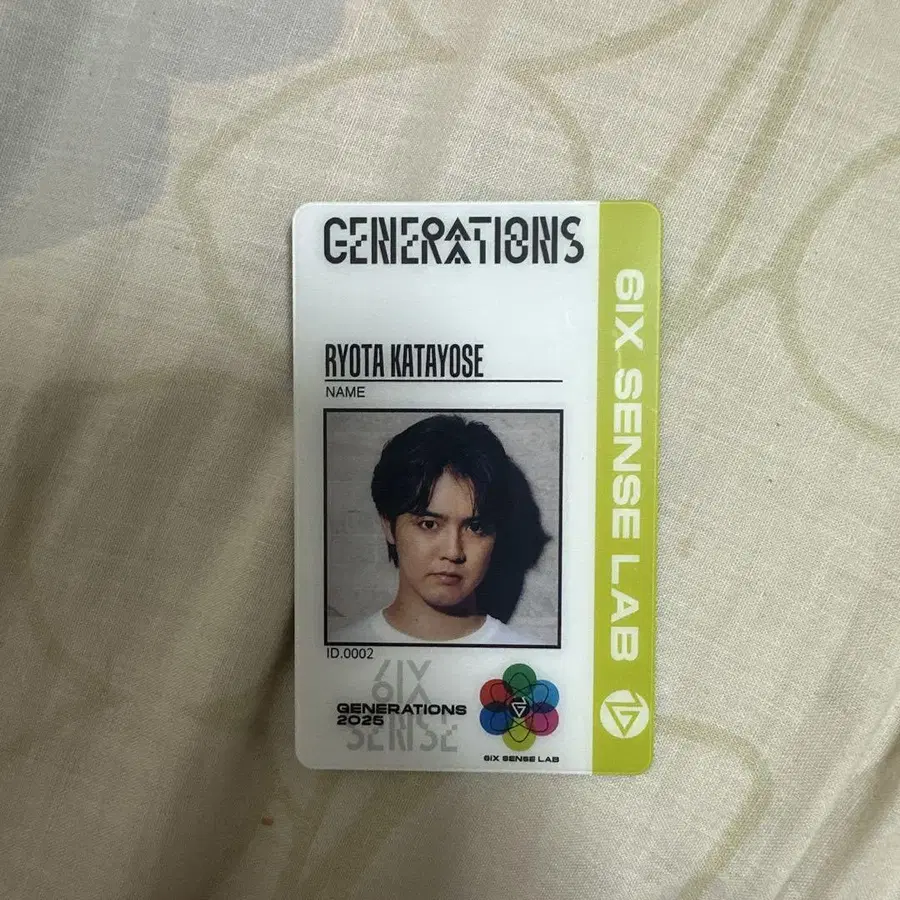 GENERATIONS
RYOTA KATAYOSE
NAME
ID.0002
6IX
SENSE
GENERATIONS
2025
6IX SENSE LAB
6IX SENSE LAB